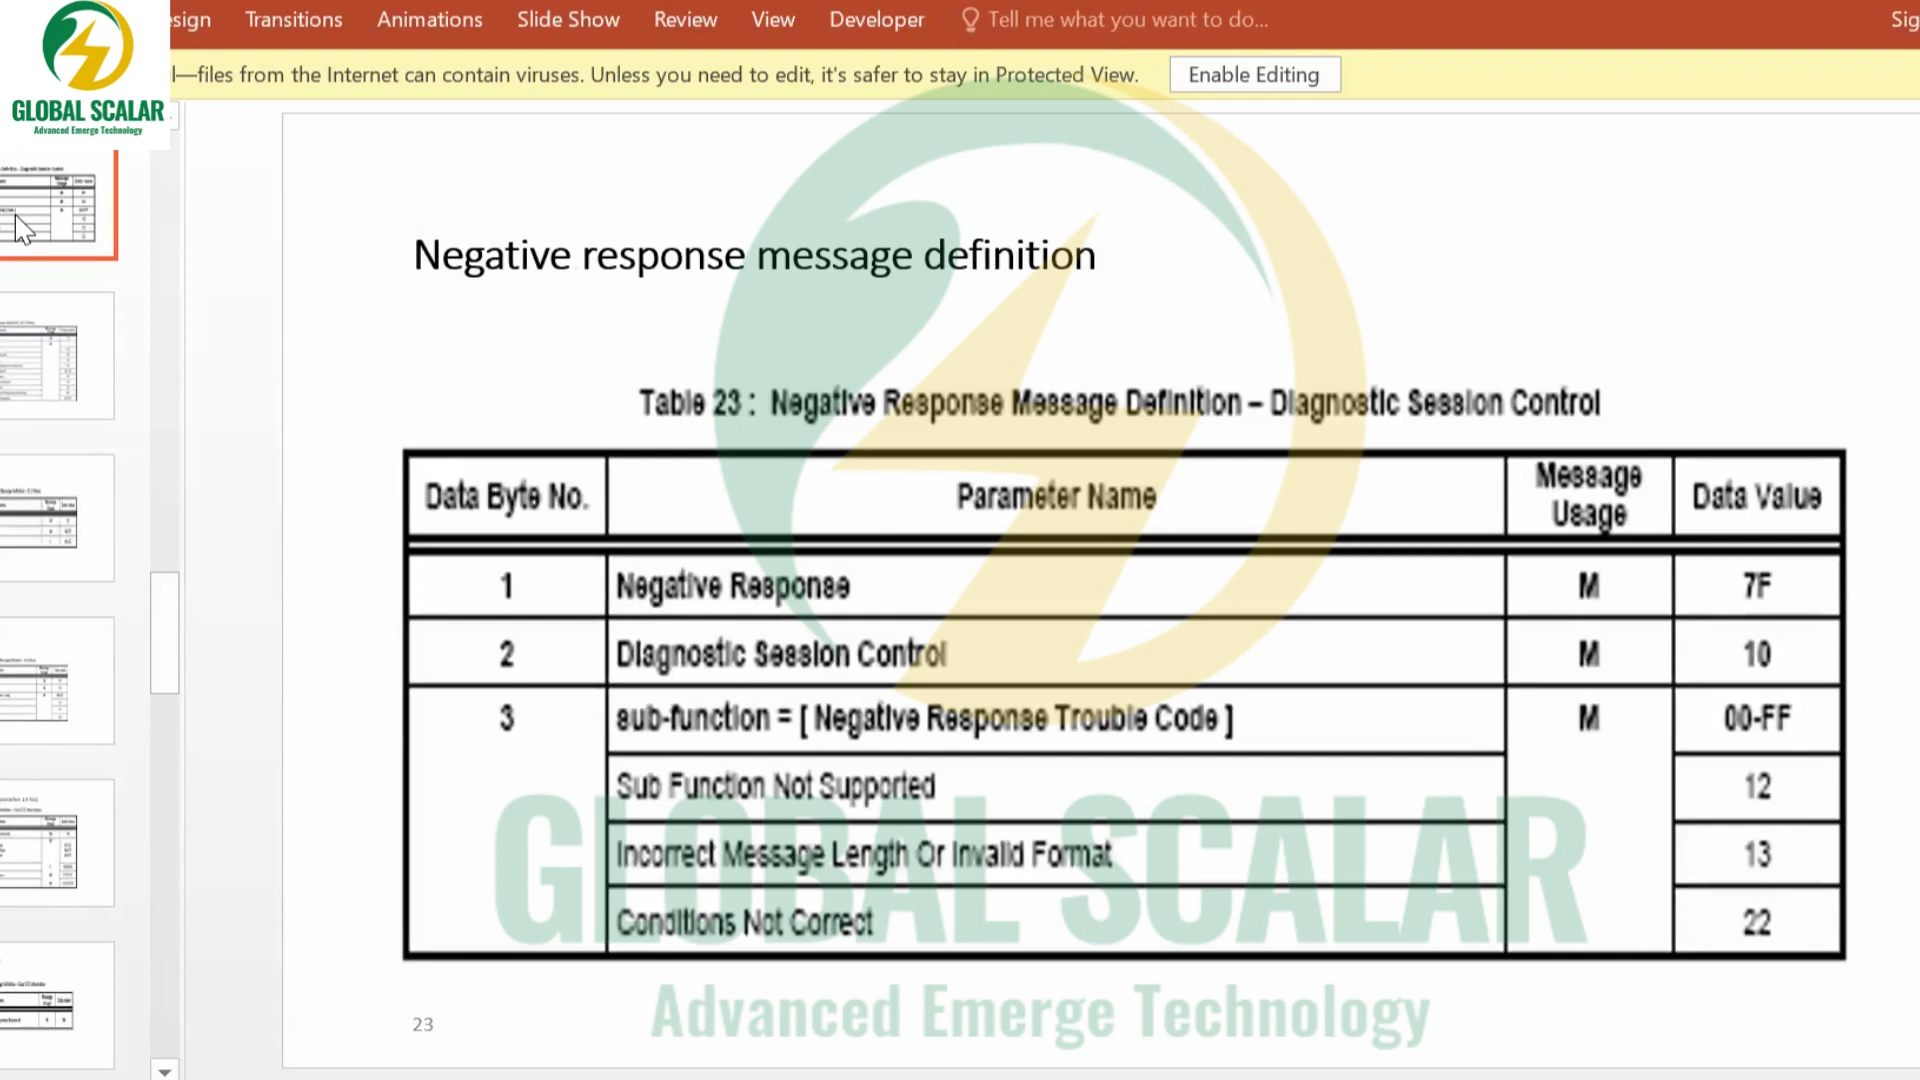 esign Transitions Animations Slide Show Review View Developer Tell me what you want to do... Sig
l—files from the Internet can contain viruses. Unless you need to edit, it's safer to stay in Protected View. Enable Editing
GLOBAL SCALAR
Advanced Emerge Technology
Negative response message definition
Table 23 : Negative Response Message Definition – Diagnostic Session Control
Data Byte No. Parameter Name Message Usage Data Value
1 Negative Response M 7F
2 Diagnostic Session Control M 10
3 sub-function = [ Negative Response Trouble Code ] M 00-FF
Sub Function Not Supported 12
Incorrect Message Length Or Invalid Format 13
Conditions Not Correct 22
GLOBAL SCALAR
Advanced Emerge Technology
23